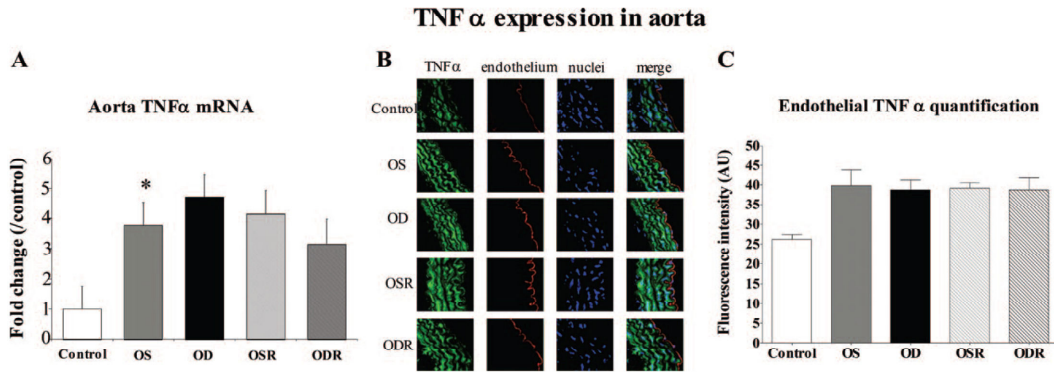 TNF α expression in aorta
A
Aorta TNFα mRNA
Fold change (/control)
6
5
4
3
2
1
0
*
Control OS OD OSR ODR
B
TNFα endothelium nuclei merge
Control
OS
OD
OSR
ODR
C
Endothelial TNF α quantification
Fluorescence intensity (AU)
50
45
40
35
30
25
20
15
10
5
0
Control OS OD OSR ODR